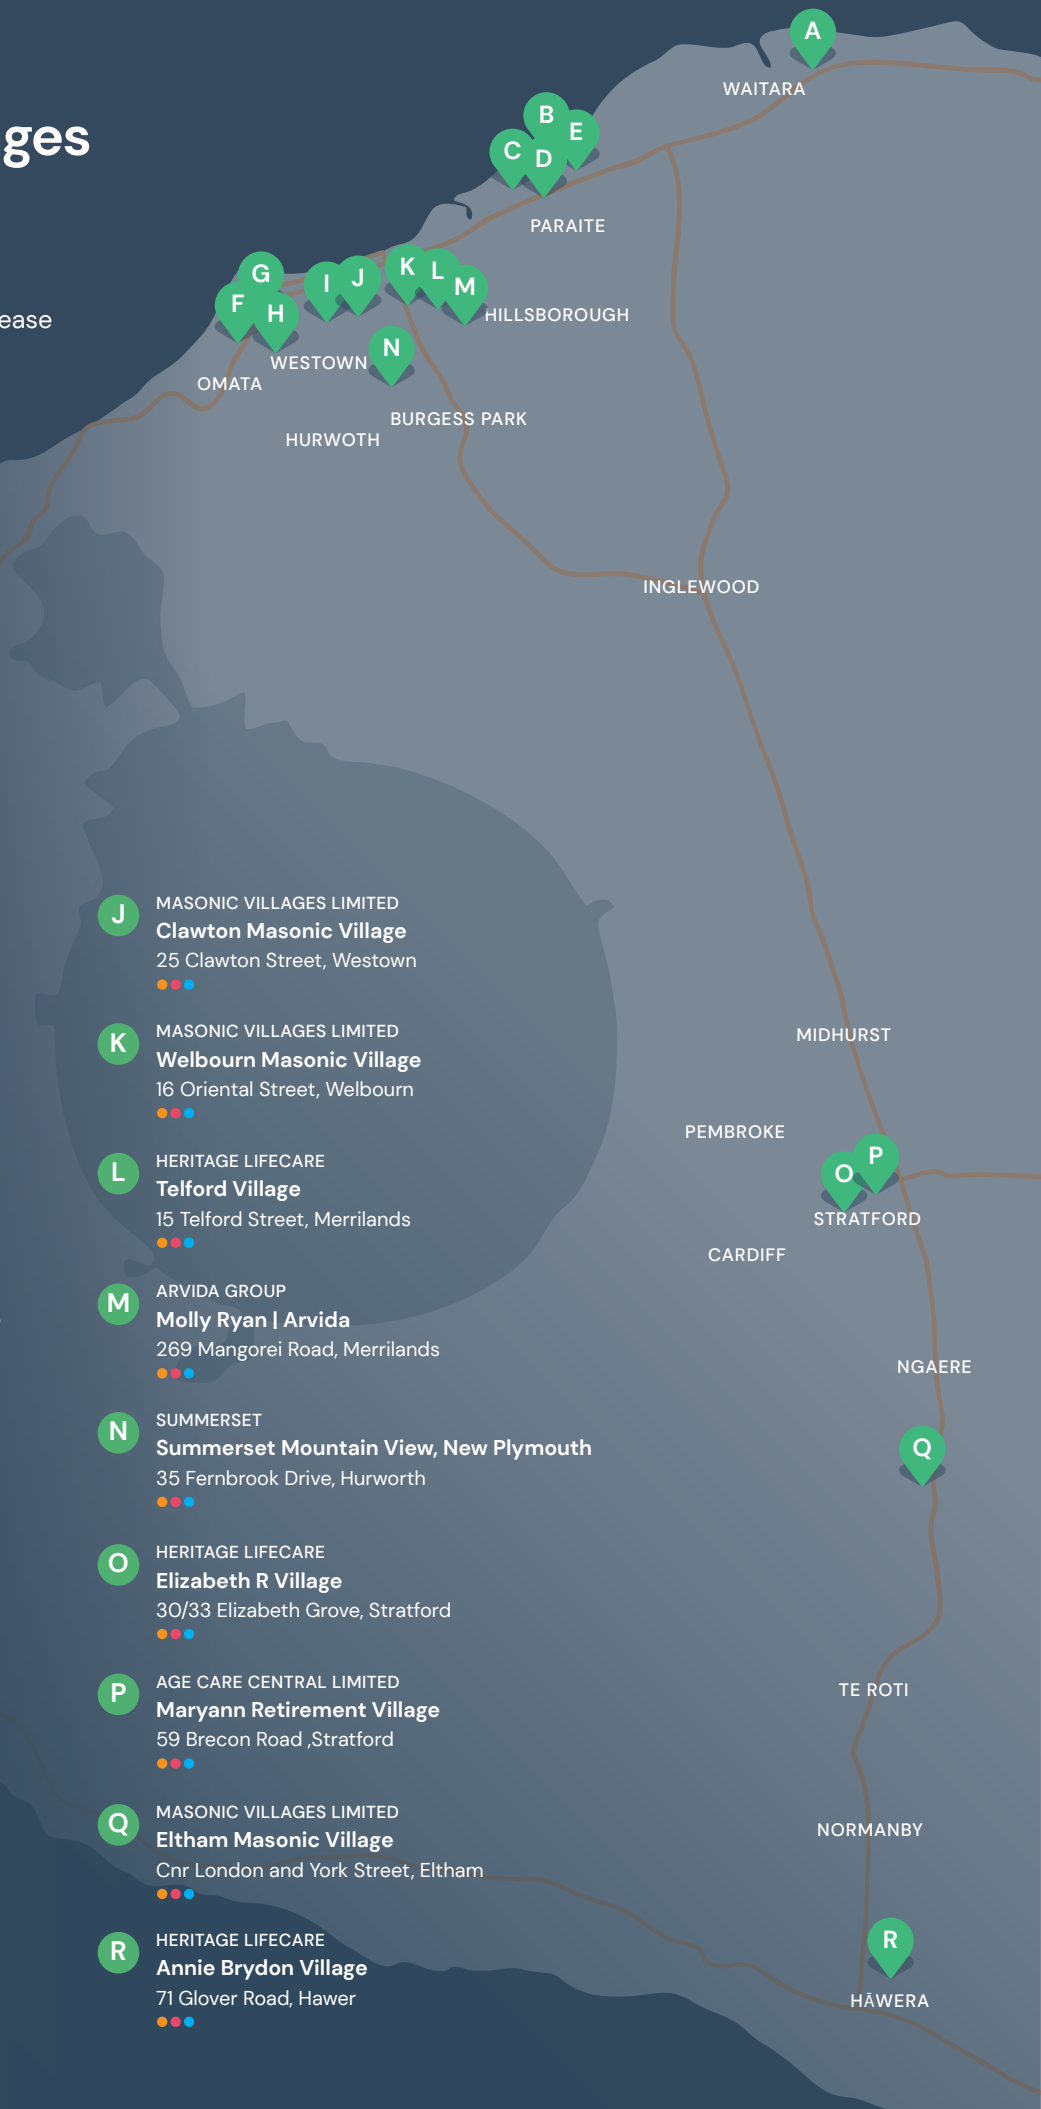 ges
ease
A
WAITARA
B
E
C
D
PARAITE
G
F
H
I
J
K
L
M
HILLSBOROUGH
N
WESTOWN
OMATA
BURGESS PARK
HURWOTH
INGLEWOOD
MIDHURST
PEMBROKE
P
O
STRATFORD
CARDIFF
NGAERE
Q
TE ROTI
NORMANBY
R
HĀWERA
J
MASONIC VILLAGES LIMITED
Clawton Masonic Village
25 Clawton Street, Westown
K
MASONIC VILLAGES LIMITED
Welbourn Masonic Village
16 Oriental Street, Welbourn
L
HERITAGE LIFECARE
Telford Village
15 Telford Street, Merrilands
M
ARVIDA GROUP
Molly Ryan | Arvida
269 Mangorei Road, Merrilands
N
SUMMERSET
Summerset Mountain View, New Plymouth
35 Fernbrook Drive, Hurworth
O
HERITAGE LIFECARE
Elizabeth R Village
30/33 Elizabeth Grove, Stratford
P
AGE CARE CENTRAL LIMITED
Maryann Retirement Village
59 Brecon Road ,Stratford
Q
MASONIC VILLAGES LIMITED
Eltham Masonic Village
Cnr London and York Street, Eltham
R
HERITAGE LIFECARE
Annie Brydon Village
71 Glover Road, Hawer